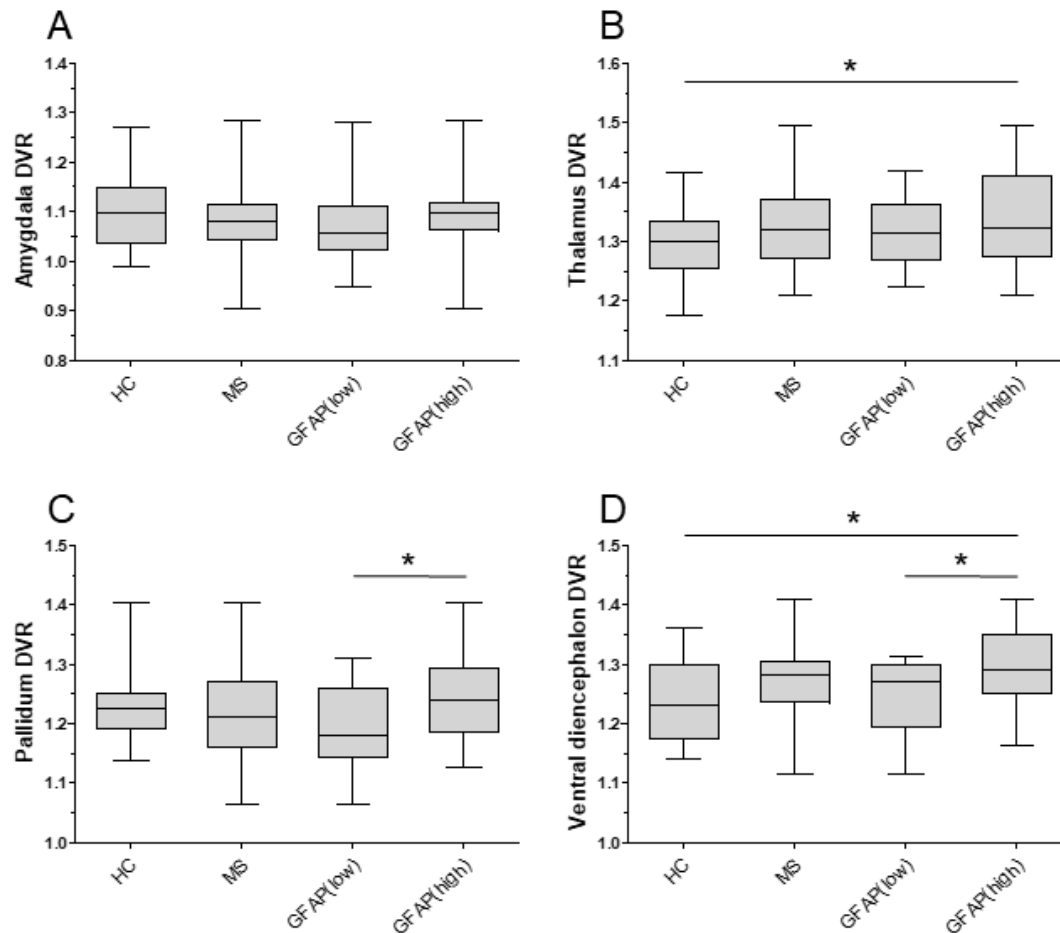 A
Amygdala DVR
1.4
1.3
1.2
1.1
1.0
0.9
0.8
HC
MS
GFAP(low)
GFAP(high)
B
Thalamus DVR
1.6
1.5
1.4
1.3
1.2
1.1
*
HC
MS
GFAP(low)
GFAP(high)
C
Pallidum DVR
1.5
1.4
1.3
1.2
1.1
1.0
*
HC
MS
GFAP(low)
GFAP(high)
D
Ventral diencephalon DVR
1.5
1.4
1.3
1.2
1.1
1.0
*
*
HC
MS
GFAP(low)
GFAP(high)